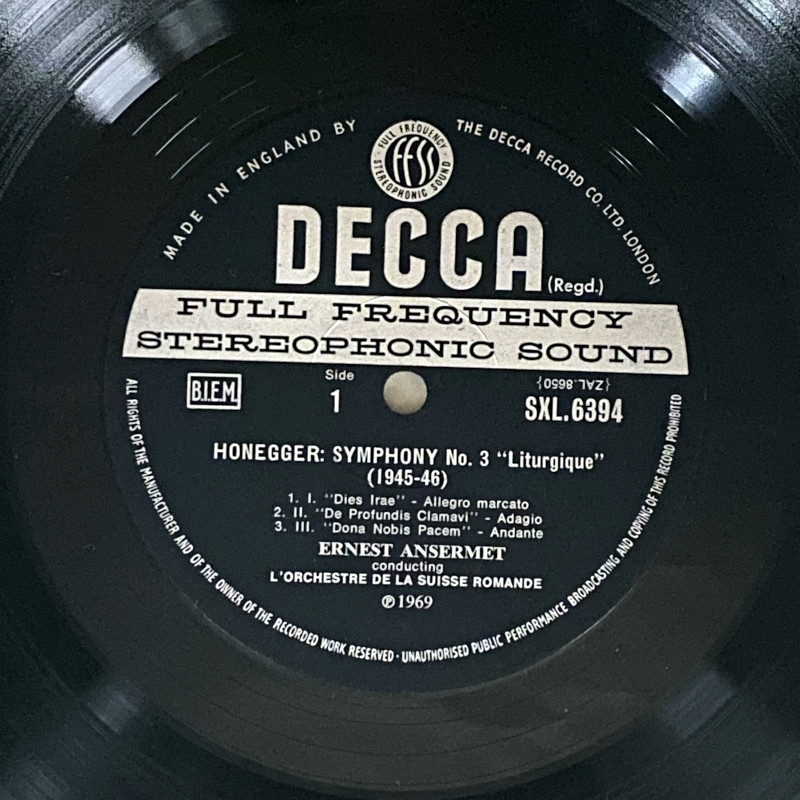 MADE IN ENGLAND BY
THE DECCA RECORD CO. LTD. LONDON
FULL FREQUENCY
ffss
STEREOPHONIC SOUND
DECCA
(Regd.)
FULL FREQUENCY
STEREOPHONIC SOUND
B.I.E.M.
Side
1
{ZAL.8650}
SXL.6394
HONEGGER: SYMPHONY No. 3 "Liturgique"
(1945-46)
1. I. "Dies Irae" - Allegro marcato
2. II. "De Profundis Clamavi" - Adagio
3. III. "Dona Nobis Pacem" - Andante
ERNEST ANSERMET
conducting
L'ORCHESTRE DE LA SUISSE ROMANDE
℗1969
ALL RIGHTS OF THE MANUFACTURER AND OF THE OWNER OF THE RECORDED WORK RESERVED · UNAUTHORISED PUBLIC PERFORMANCE BROADCASTING AND COPYING OF THIS RECORD PROHIBITED